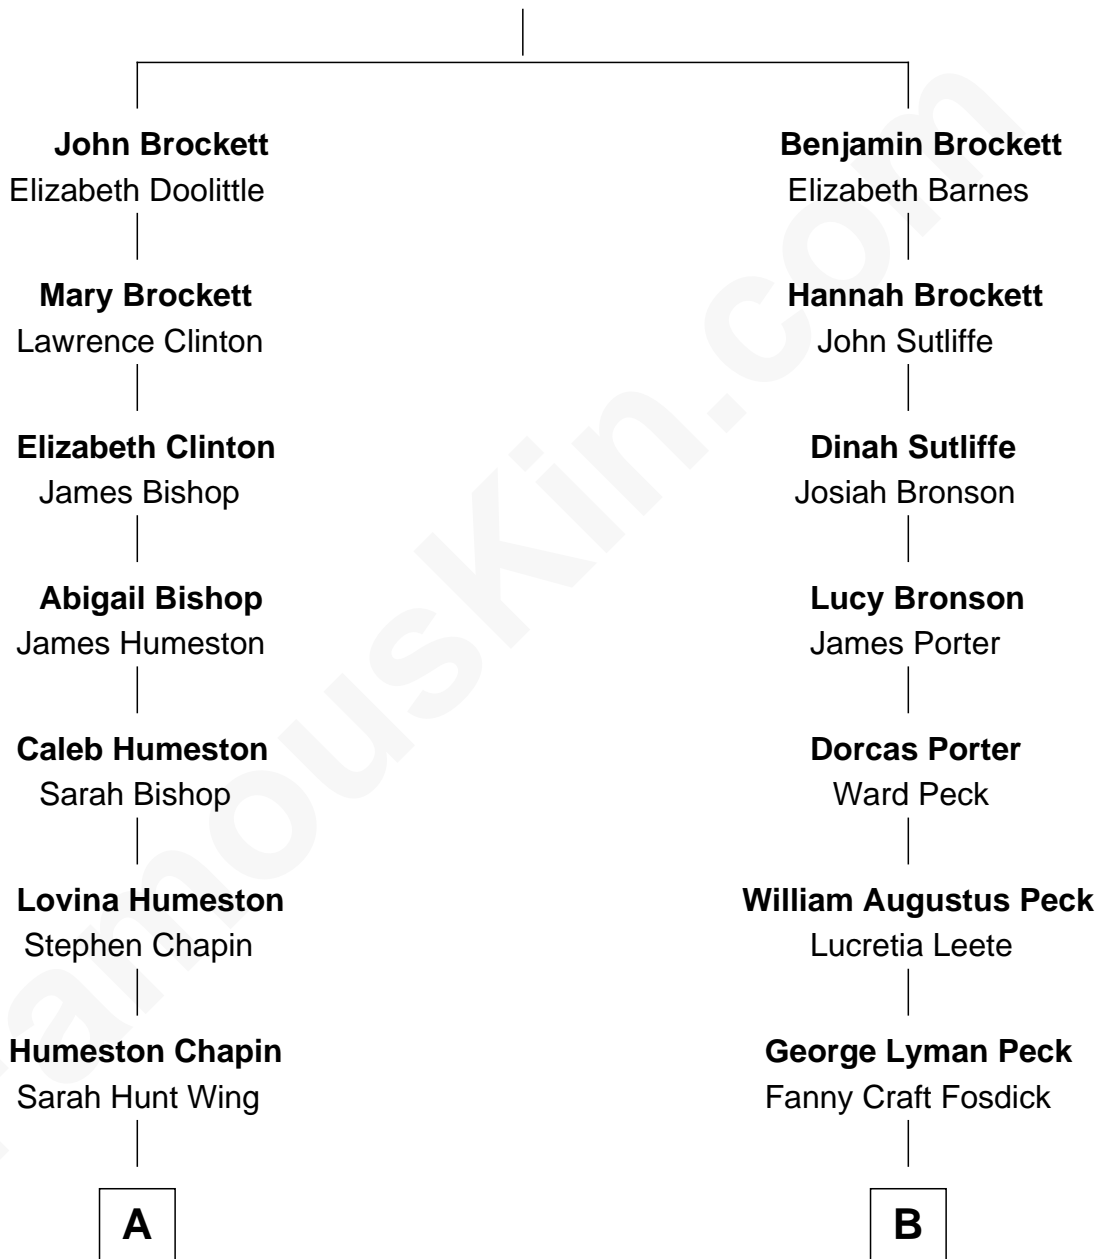 John Brockett
Elizabeth Doolittle
Mary Brockett
Lawrence Clinton
Elizabeth Clinton
James Bishop
Abigail Bishop
James Humeston
Caleb Humeston
Sarah Bishop
Lovina Humeston
Stephen Chapin
Humeston Chapin
Sarah Hunt Wing
A
Benjamin Brockett
Elizabeth Barnes
Hannah Brockett
John Sutliffe
Dinah Sutliffe
Josiah Bronson
Lucy Bronson
James Porter
Dorcas Porter
Ward Peck
William Augustus Peck
Lucretia Leete
George Lyman Peck
Fanny Craft Fosdick
B
FamousKin.com